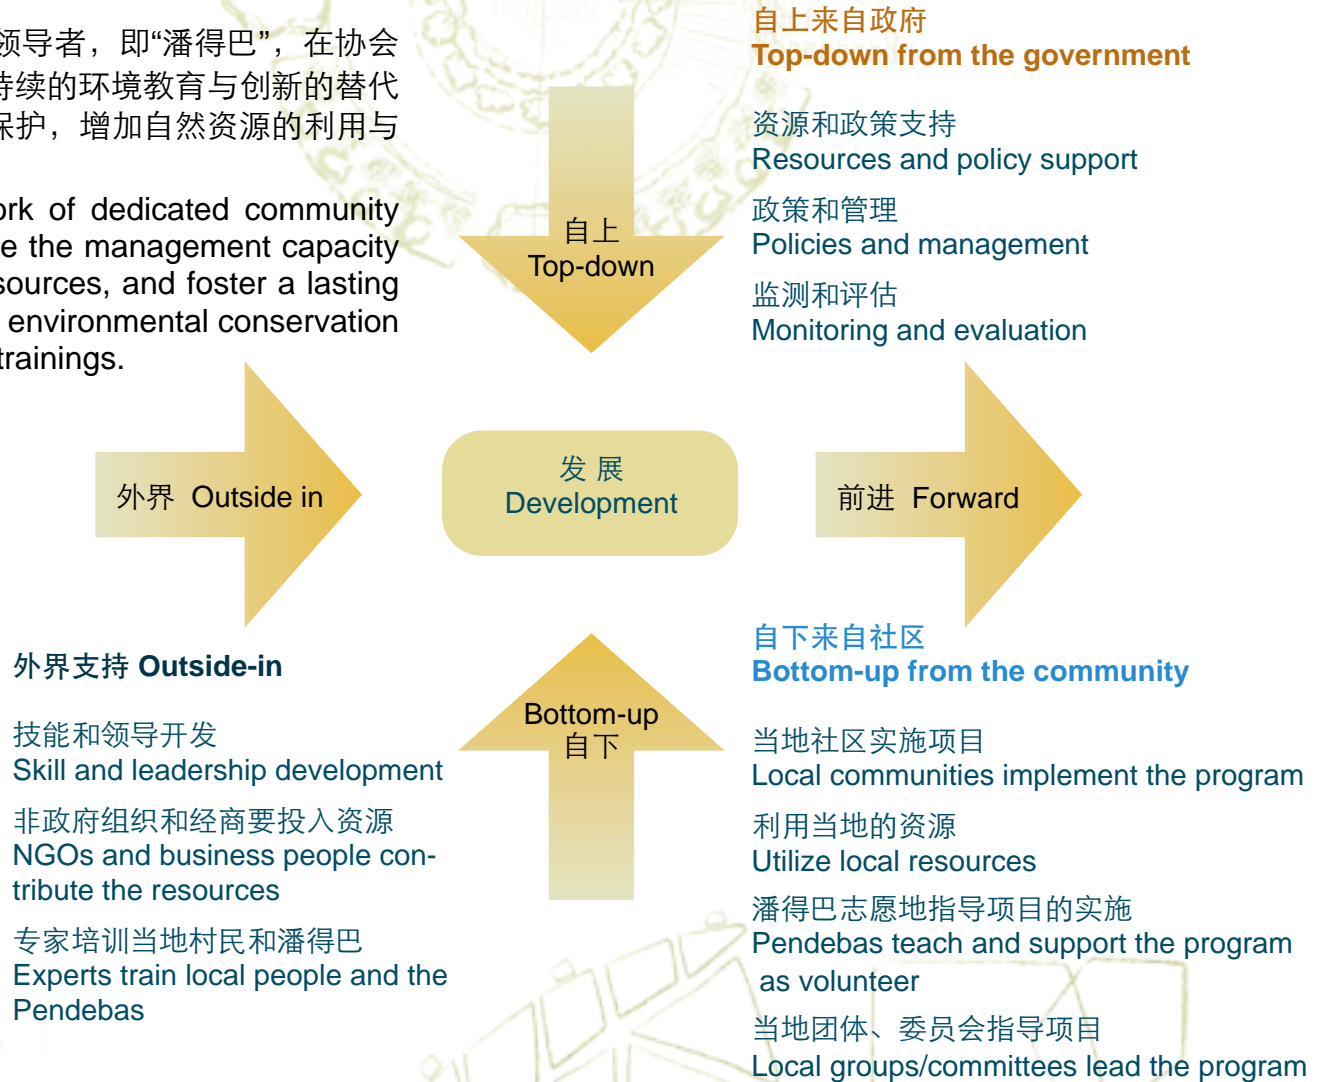 领导者，即“潘得巴”，在协会
持续的环境教育与创新的替代
保护，增加自然资源的利用与
ork of dedicated community
e the management capacity
sources, and foster a lasting
environmental conservation
trainings.
自上来自政府
Top-down from the government
资源和政策支持
Resources and policy support
政策和管理
Policies and management
监测和评估
Monitoring and evaluation
自上
Top-down
外界 Outside in
发 展
Development
前进 Forward
Bottom-up
自下
外界支持 Outside-in
技能和领导开发
Skill and leadership development
非政府组织和经商要投入资源
NGOs and business people con-
tribute the resources
专家培训当地村民和潘得巴
Experts train local people and the
Pendebas
自下来自社区
Bottom-up from the community
当地社区实施项目
Local communities implement the program
利用当地的资源
Utilize local resources
潘得巴志愿地指导项目的实施
Pendebas teach and support the program
as volunteer
当地团体、委员会指导项目
Local groups/committees lead the program